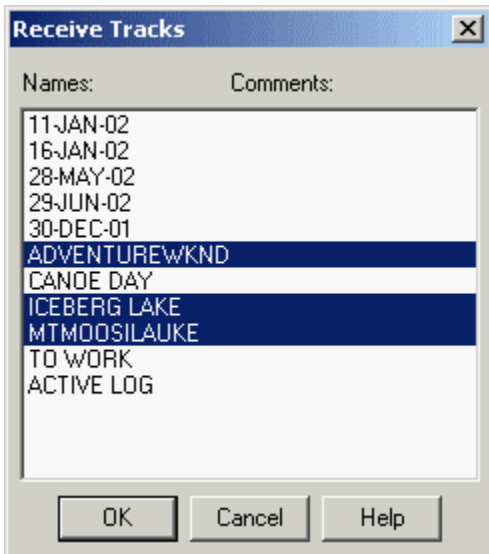 Receive Tracks
Names: Comments:
11-JAN-02
16-JAN-02
28-MAY-02
29-JUN-02
30-DEC-01
ADVENTUREWKND
CANOE DAY
ICEBERG LAKE
MTMOOSILAUKE
TO WORK
ACTIVE LOG
OK Cancel Help